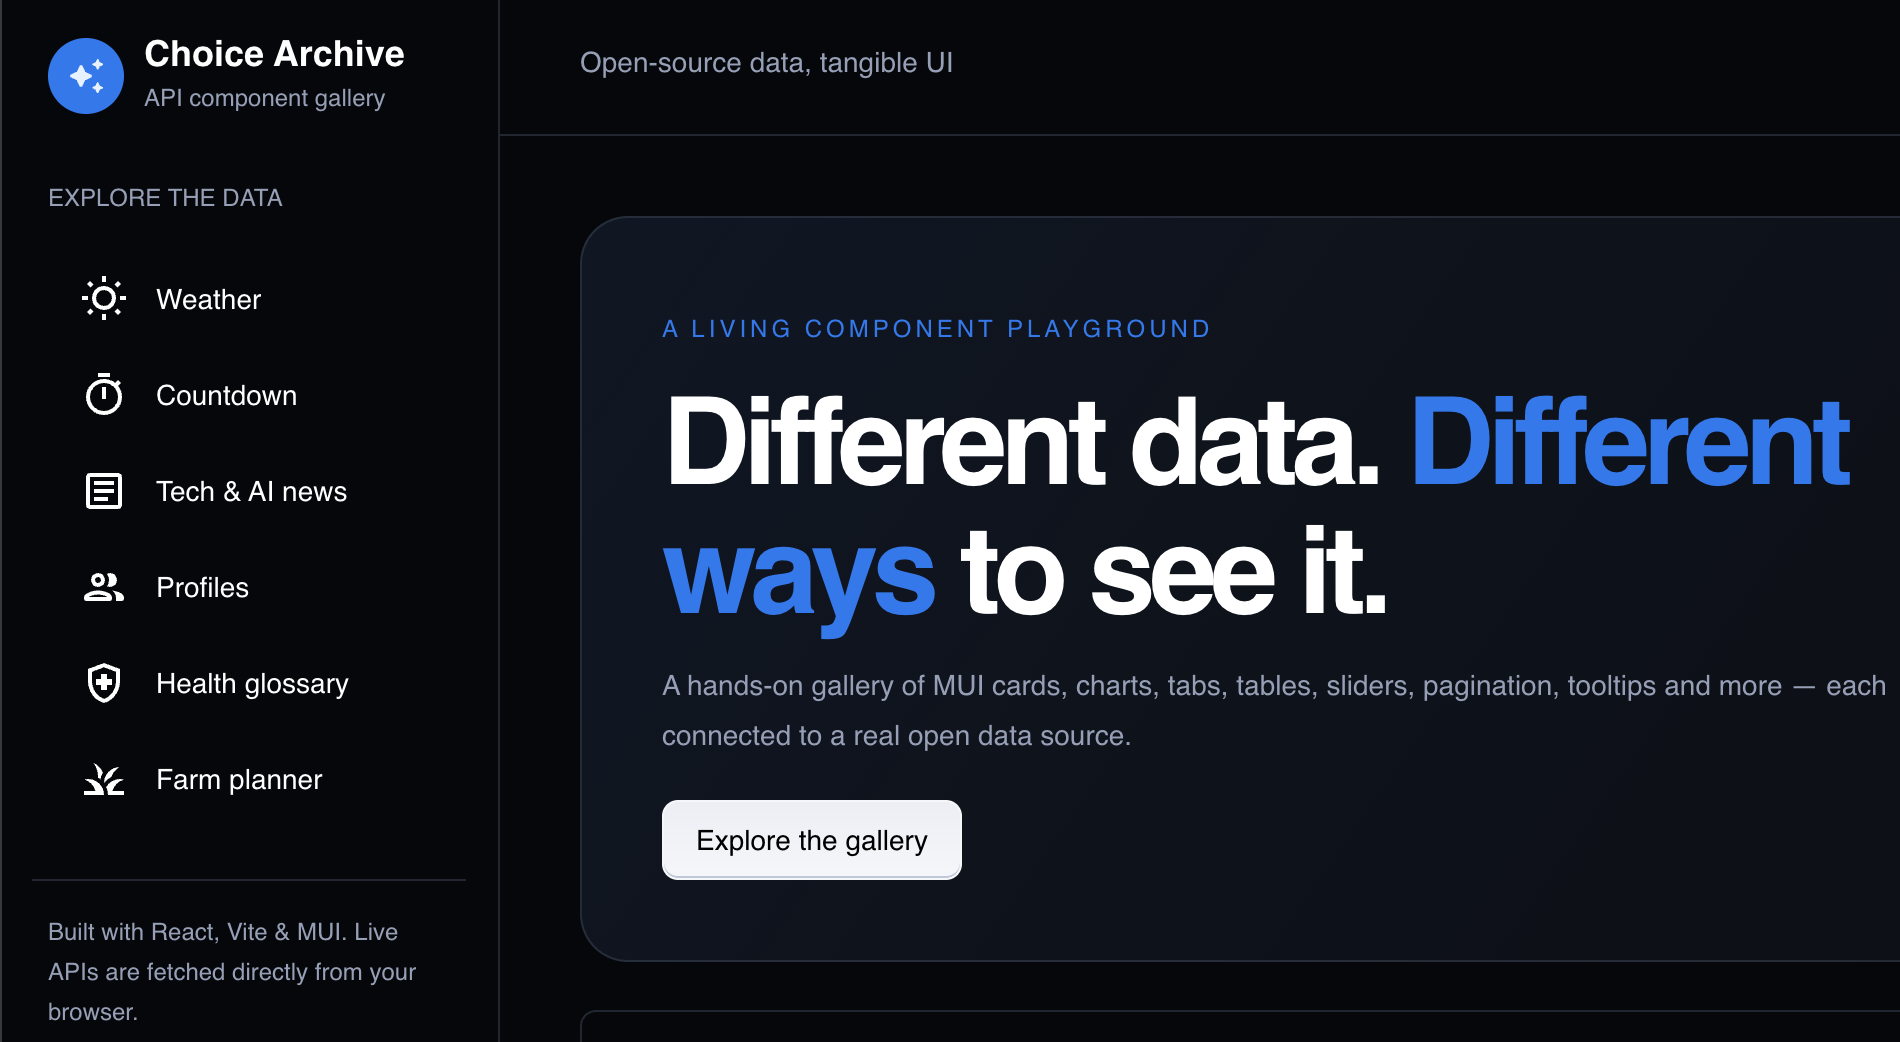 Choice Archive
API component gallery
EXPLORE THE DATA
Weather
Countdown
Tech & AI news
Profiles
Health glossary
Farm planner
Built with React, Vite & MUI. Live
APIs are fetched directly from your
browser.
Open-source data, tangible UI
A LIVING COMPONENT PLAYGROUND
Different data. Different
ways to see it.
A hands-on gallery of MUI cards, charts, tabs, tables, sliders, pagination, tooltips and more — each
connected to a real open data source.
Explore the gallery